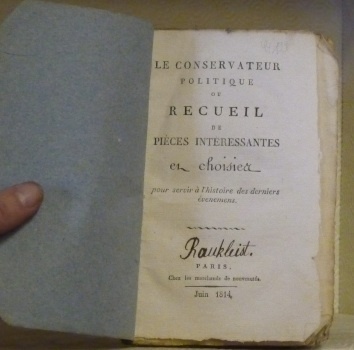 LE CONSERVATEUR
POLITIQUE
OU
RECUEIL
DE
PIÈCES INTÉRESSANTES
et choisies
pour servir à l'histoire des derniers
évenemens.
PARIS.
Chez les marchands de nouveautés.
Juin 1814,